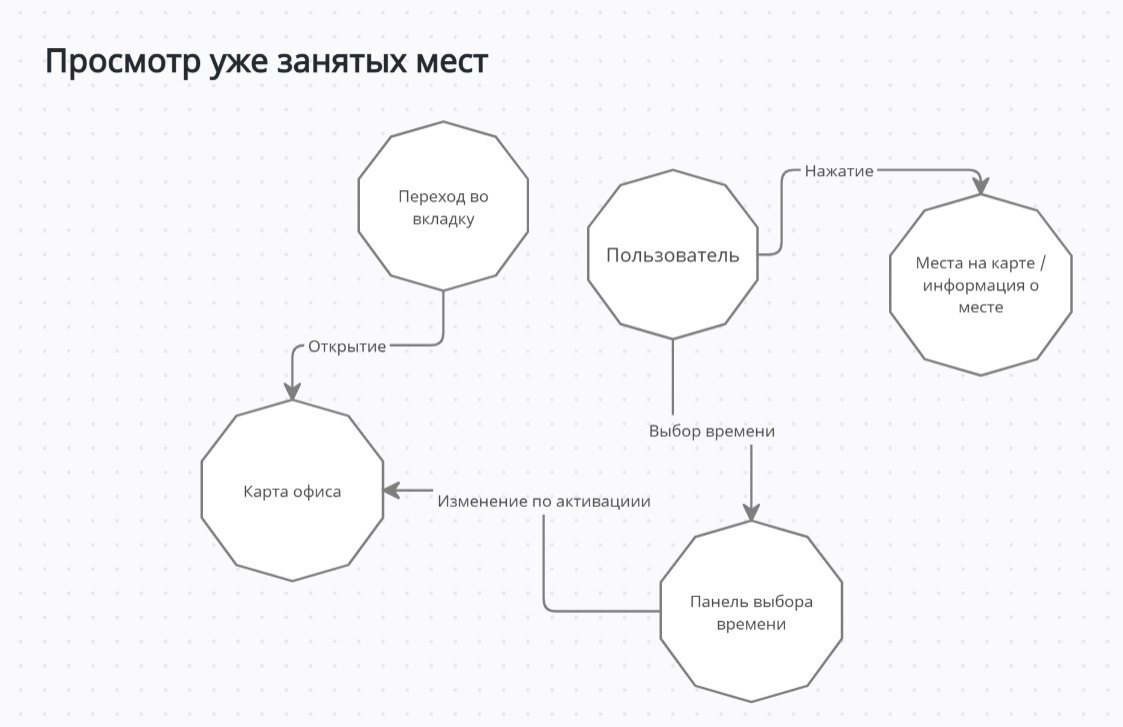 Просмотр уже занятых мест
Переход во
вкладку
Пользователь
Нажатие
Места на карте /
информация о
месте
Открытие
Выбор времени
Карта офиса
Изменение по активациии
Панель выбора
времени